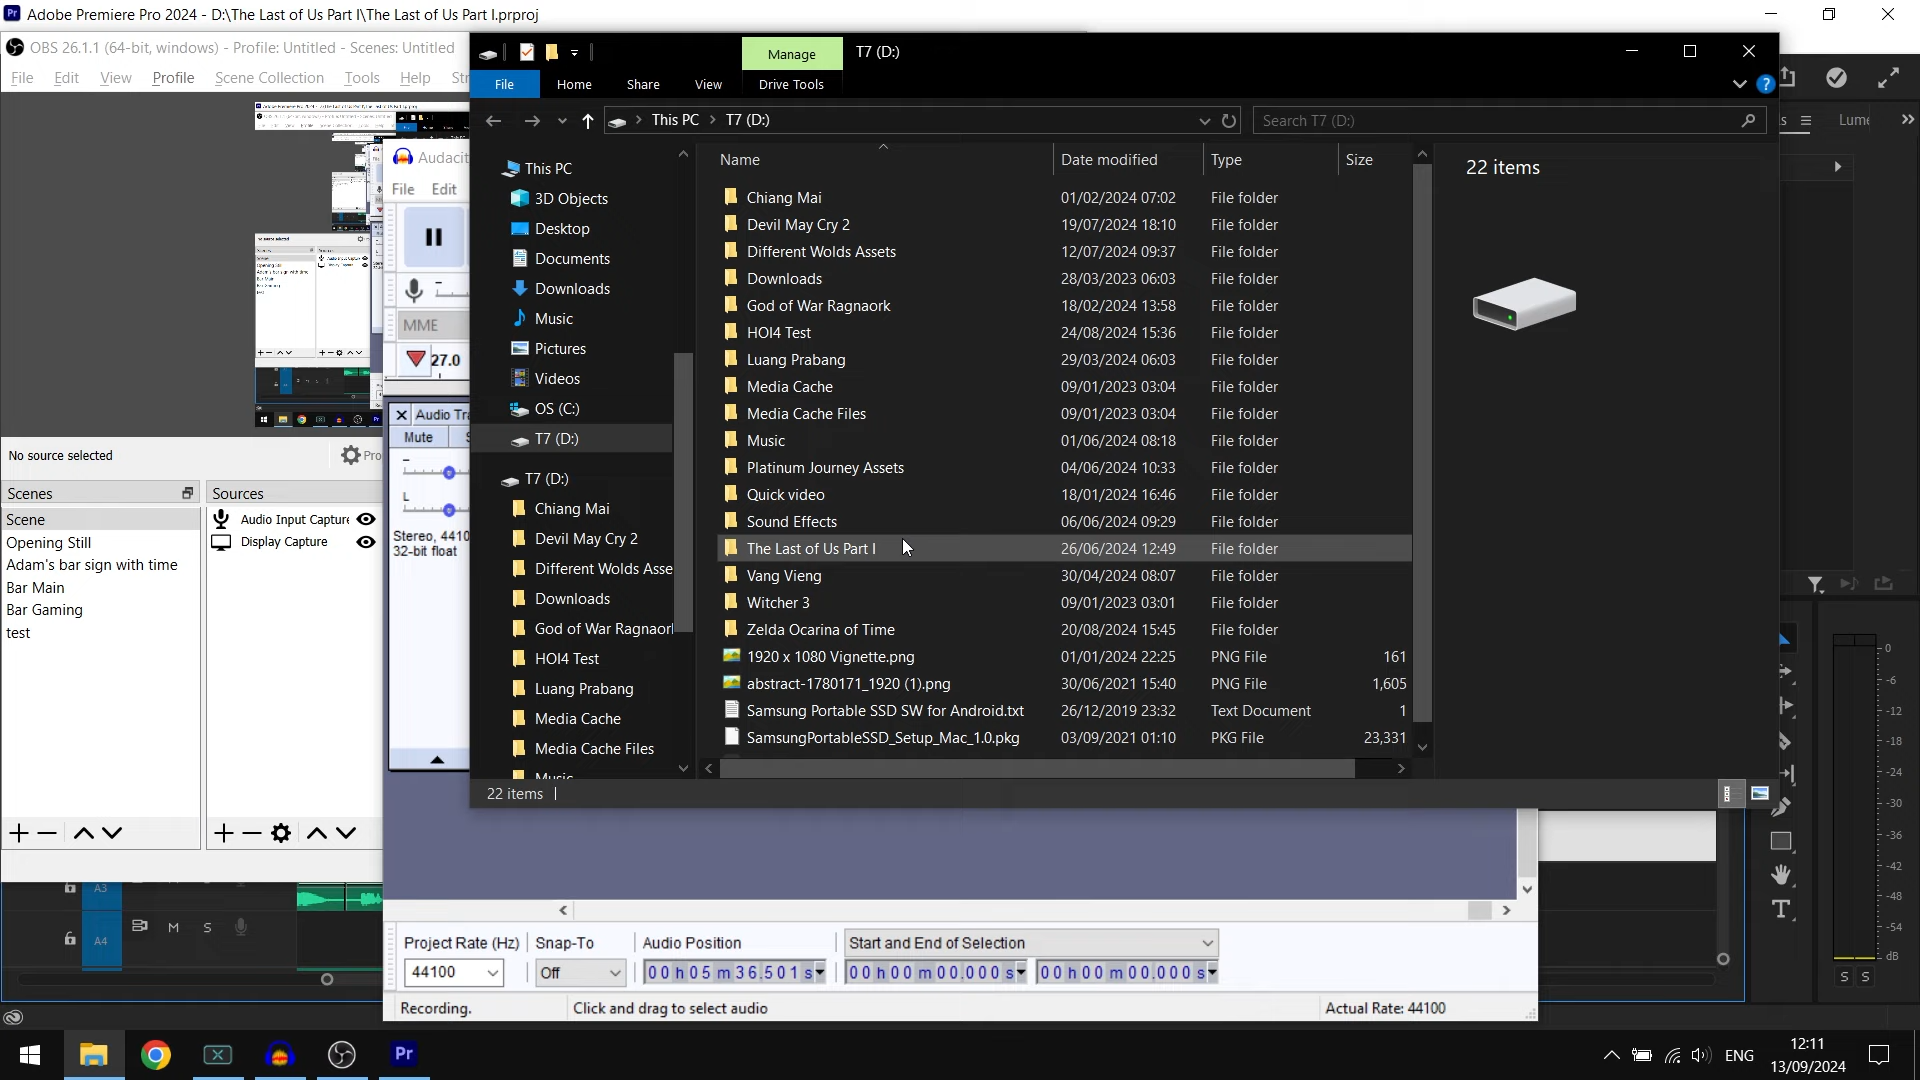 Adobe Premiere Pro 2024 - D:\The Last of Us Part I\The Last of Us Part I.prproj
OBS 26.1.1 (64-bit, windows) - Profile: Untitled - Scenes: Untitled
File Edit View Profile Scene Collection Tools Help
Manage
T7 (D:)
File Home Share View Drive Tools
This PC > T7 (D:)
Search T7 (D:)
Name Date modified Type Size
22 items
This PC
3D Objects
Desktop
Documents
Downloads
Music
Pictures
Videos
OS (C:)
T7 (D:)
T7 (D:)
Chiang Mai
Devil May Cry 2
Different Wolds Asse
Downloads
God of War Ragnaor
HOI4 Test
Luang Prabang
Media Cache
Media Cache Files
Music
Chiang Mai 01/02/2024 07:02 File folder
Devil May Cry 2 19/07/2024 18:10 File folder
Different Wolds Assets 12/07/2024 09:37 File folder
Downloads 28/03/2023 06:03 File folder
God of War Ragnaork 18/02/2024 13:58 File folder
HOI4 Test 24/08/2024 15:36 File folder
Luang Prabang 29/03/2024 06:03 File folder
Media Cache 09/01/2023 03:04 File folder
Media Cache Files 09/01/2023 03:04 File folder
Music 01/06/2024 08:18 File folder
Platinum Journey Assets 04/06/2024 10:33 File folder
Quick video 18/01/2024 16:46 File folder
Sound Effects 06/06/2024 09:29 File folder
The Last of Us Part I 26/06/2024 12:49 File folder
Vang Vieng 30/04/2024 08:07 File folder
Witcher 3 09/01/2023 03:01 File folder
Zelda Ocarina of Time 20/08/2024 15:45 File folder
1920 x 1080 Vignette.png 01/01/2024 22:25 PNG File 161
abstract-1780171_1920 (1).png 30/06/2021 15:40 PNG File 1,605
Samsung Portable SSD SW for Android.txt 26/12/2019 23:32 Text Document 1
SamsungPortableSSD_Setup_Mac_1.0.pkg 03/09/2021 01:10 PKG File 23,331
22 items
Audacit
File Edit
MME
27.0
Audio Tra
Mute S
L
Stereo, 4410
32-bit float
No source selected
Pro
Scenes Sources
Scene
Opening Still
Adam's bar sign with time
Bar Main
Bar Gaming
test
Audio Input Capture
Display Capture
A3
A4 M S
s Lume
0
-6
-12
-18
-24
-30
-36
-42
-48
-54
dB
S S
Project Rate (Hz) Snap-To Audio Position Start and End of Selection
44100 Off 00 h 05 m 36.501 s 00 h 00 m 00.000 s 00 h 00 m 00.000 s
Recording. Click and drag to select audio Actual Rate: 44100
ENG
12:11
13/09/2024